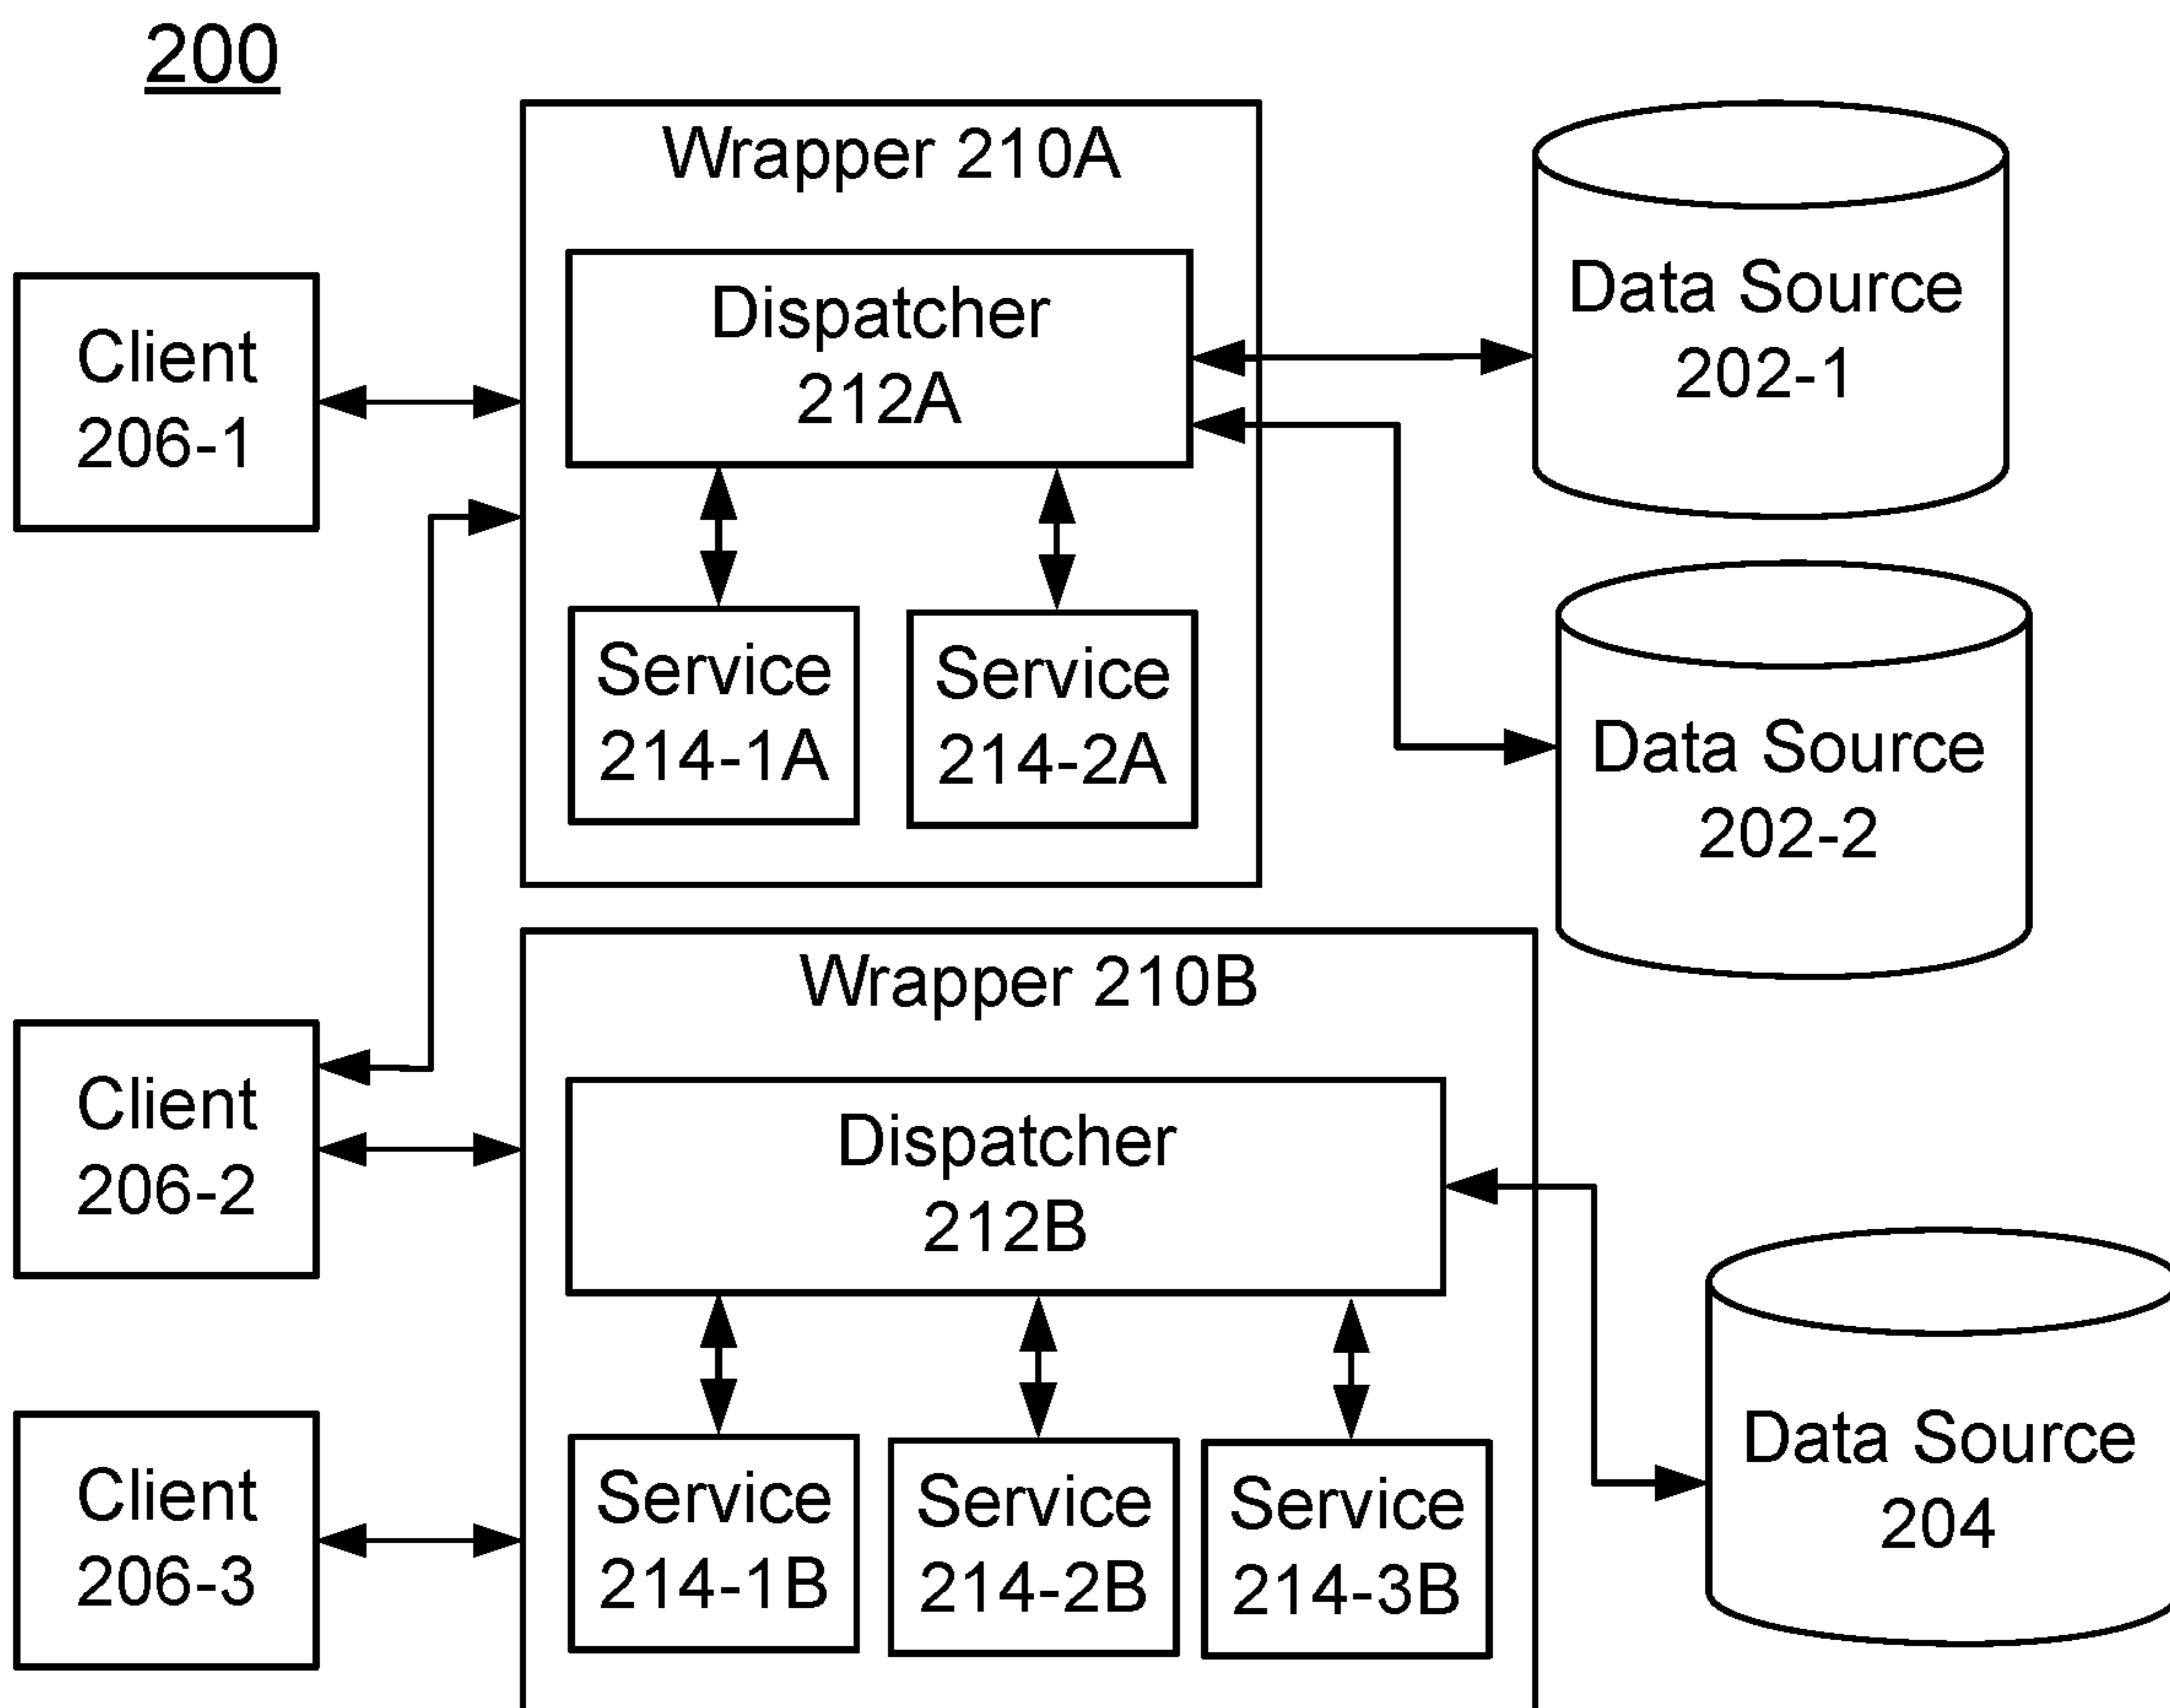 200
Wrapper 210A
Dispatcher
212A
Client
206-1
Data Source
202-1
Service
214-1A
Service
214-2A
Data Source
202-2
Wrapper 210B
Client
206-2
Dispatcher
212B
Data Source
204
Client
206-3
Service
214-1B
Service
214-2B
Service
214-3B